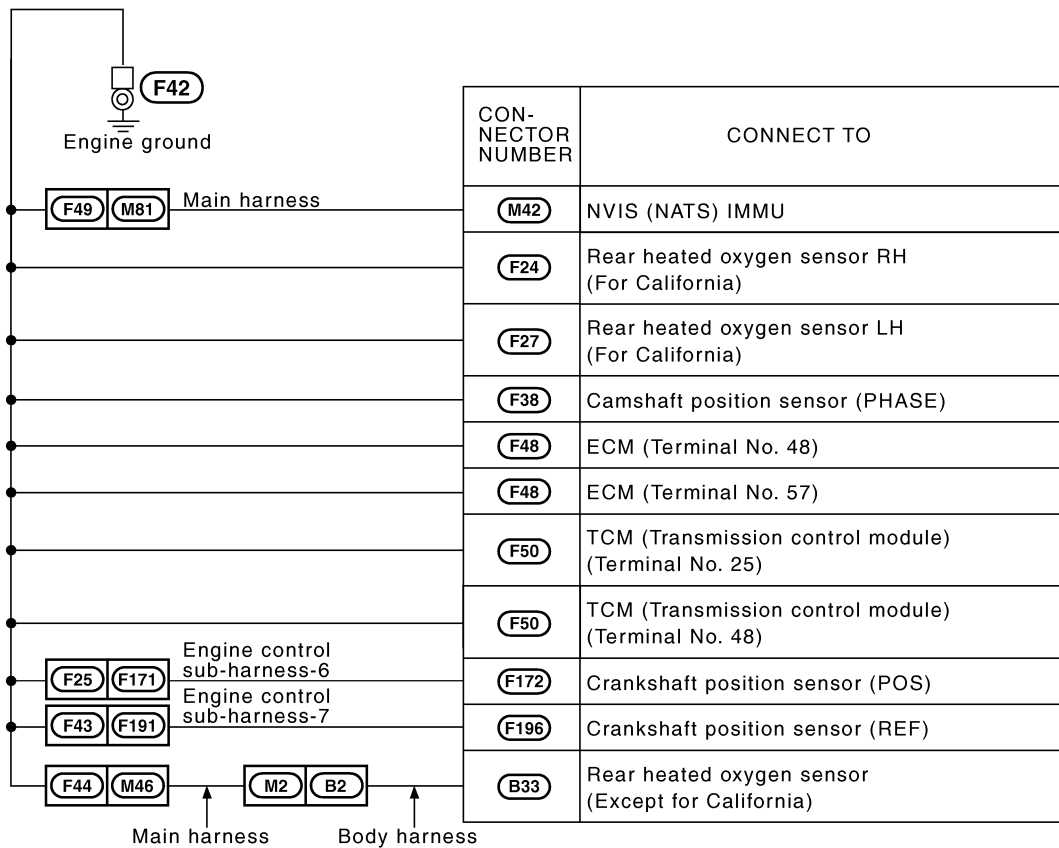 F42
Engine ground
CON-
NECTOR
NUMBER
CONNECT TO
F49 M81 Main harness
M42 NVIS (NATS) IMMU
F24 Rear heated oxygen sensor RH
(For California)
F27 Rear heated oxygen sensor LH
(For California)
F38 Camshaft position sensor (PHASE)
F48 ECM (Terminal No. 48)
F48 ECM (Terminal No. 57)
F50 TCM (Transmission control module)
(Terminal No. 25)
F50 TCM (Transmission control module)
(Terminal No. 48)
Engine control
sub-harness-6
F25 F171
F172 Crankshaft position sensor (POS)
Engine control
sub-harness-7
F43 F191
F196 Crankshaft position sensor (REF)
F44 M46 M2 B2
B33 Rear heated oxygen sensor
(Except for California)
Main harness Body harness